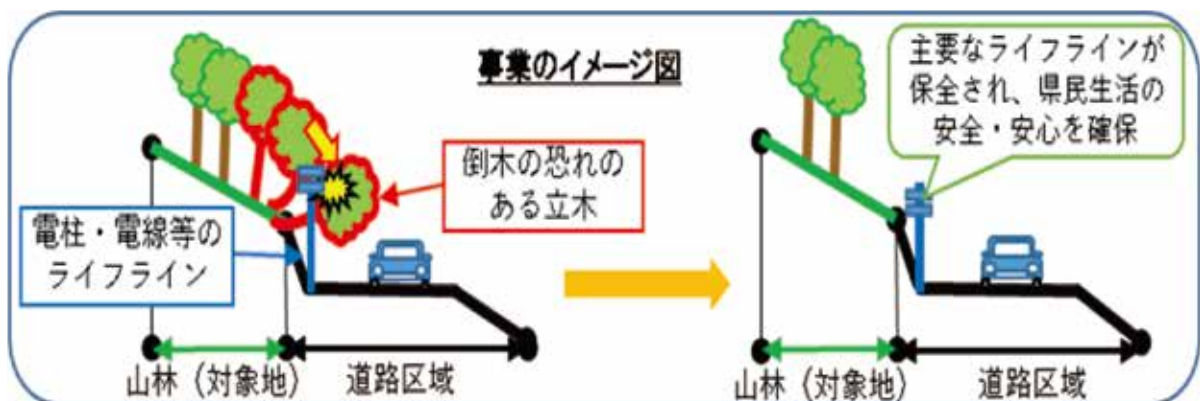 事業のイメージ図
主要なライフラインが
保全され、県民生活の
安全・安心を確保
倒木の恐れの
ある立木
電柱・電線等の
ライフライン
山林（対象地）
道路区域
山林（対象地）
道路区域